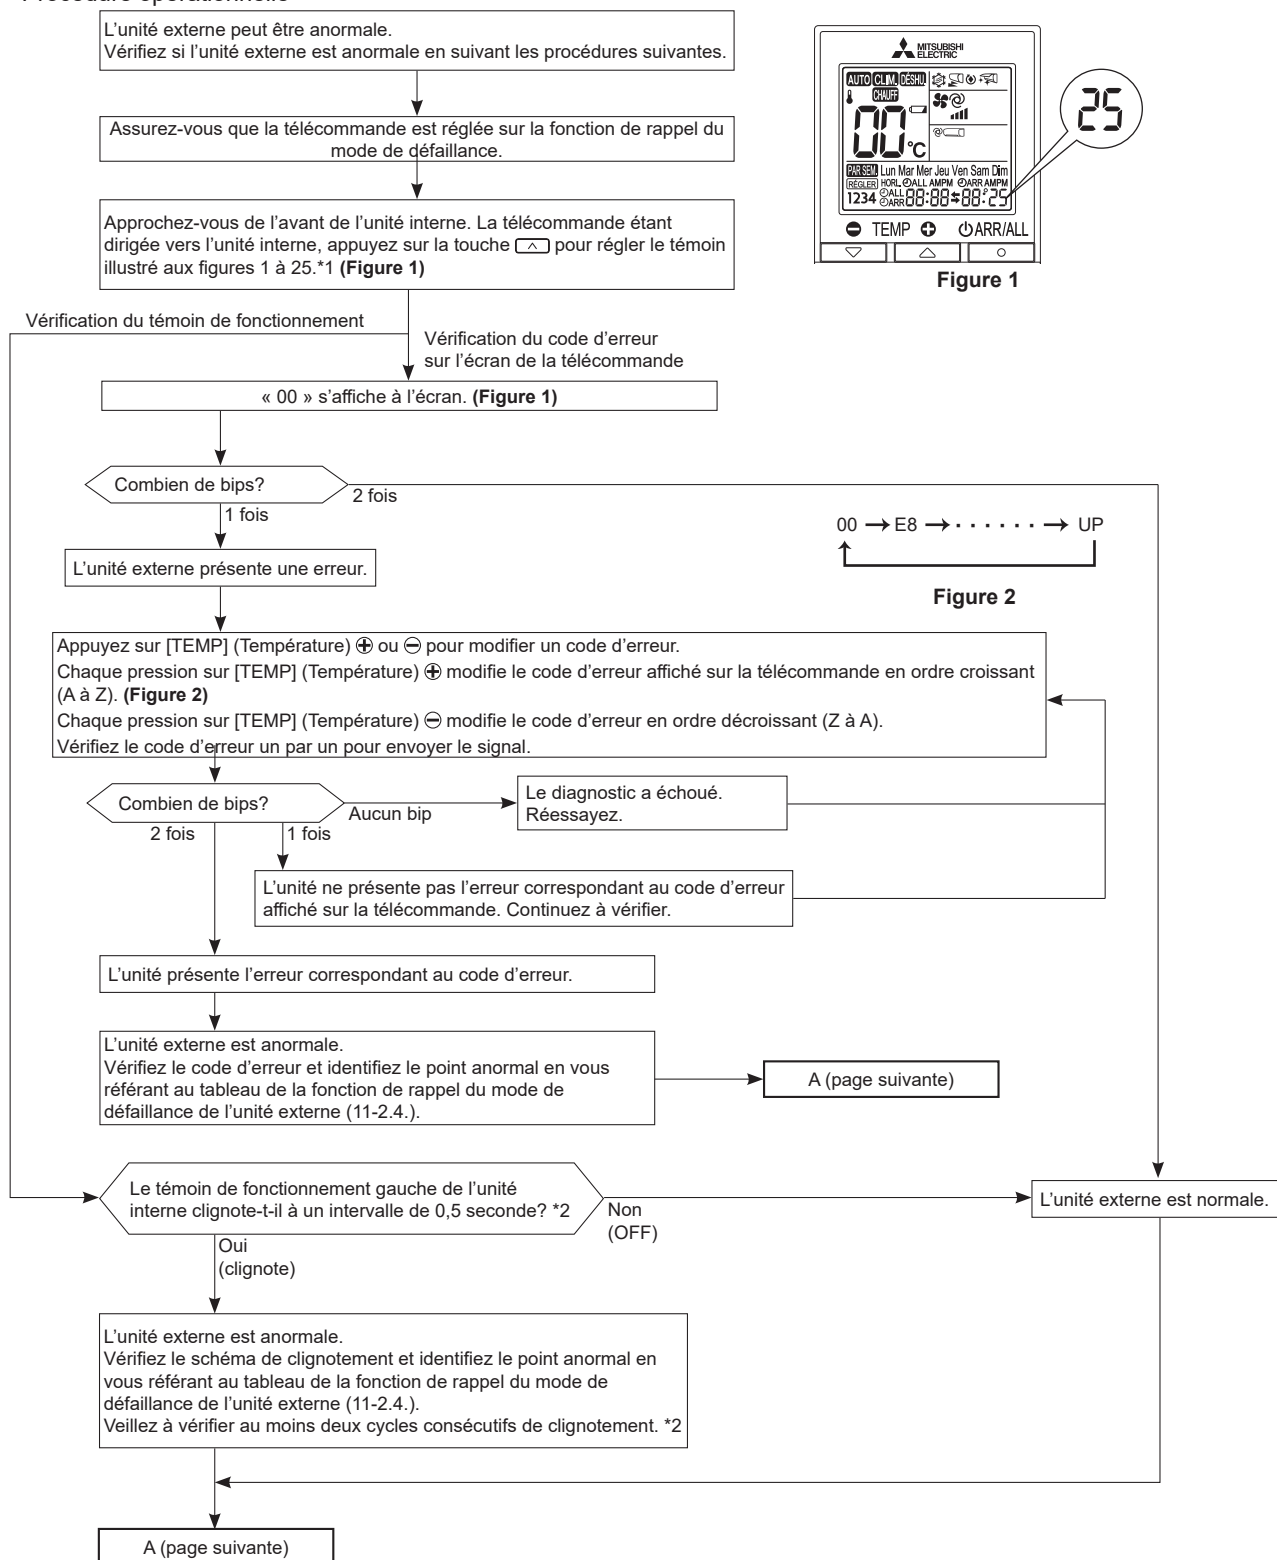 Procédure opérationnelle
L'unité externe peut être anormale.
Vérifiez si l'unité externe est anormale en suivant les procédures suivantes.
Assurez-vous que la télécommande est réglée sur la fonction de rappel du
mode de défaillance.
Approchez-vous de l'avant de l'unité interne. La télécommande étant
dirigée vers l'unité interne, appuyez sur la touche pour régler le témoin
illustré aux figures 1 à 25.*1 (Figure 1)
MITSUBISHI
ELECTRIC
AUTO CLIM. DÉSHU
CHAUFF
00°C
PAR SEM. Lun Mar Mer Jeu Ven Sam Dim
RÉGLER HORL. ALL AMPM ARR AMPM
1234 ALL ARR 88:88 88:25
TEMP ARR/ALL
25
Figure 1
Vérification du témoin de fonctionnement
Vérification du code d'erreur
sur l'écran de la télécommande
« 00 » s'affiche à l'écran. (Figure 1)
Combien de bips?
2 fois
1 fois
L'unité externe présente une erreur.
00 → E8 → · · · · · · → UP
Figure 2
Appuyez sur [TEMP] (Température) ⊕ ou ⊖ pour modifier un code d'erreur.
Chaque pression sur [TEMP] (Température) ⊕ modifie le code d'erreur affiché sur la télécommande en ordre croissant
(A à Z). (Figure 2)
Chaque pression sur [TEMP] (Température) ⊖ modifie le code d'erreur en ordre décroissant (Z à A).
Vérifiez le code d'erreur un par un pour envoyer le signal.
Combien de bips?
Aucun bip
2 fois
1 fois
Le diagnostic a échoué.
Réessayez.
L'unité ne présente pas l'erreur correspondant au code d'erreur
affiché sur la télécommande. Continuez à vérifier.
L'unité présente l'erreur correspondant au code d'erreur.
L'unité externe est anormale.
Vérifiez le code d'erreur et identifiez le point anormal en vous
référant au tableau de la fonction de rappel du mode de
défaillance de l'unité externe (11-2.4.).
A (page suivante)
Le témoin de fonctionnement gauche de l'unité
interne clignote-t-il à un intervalle de 0,5 seconde? *2
Non
(OFF)
L'unité externe est normale.
Oui
(clignote)
L'unité externe est anormale.
Vérifiez le schéma de clignotement et identifiez le point anormal en
vous référant au tableau de la fonction de rappel du mode de
défaillance de l'unité externe (11-2.4.).
Veillez à vérifier au moins deux cycles consécutifs de clignotement. *2
A (page suivante)